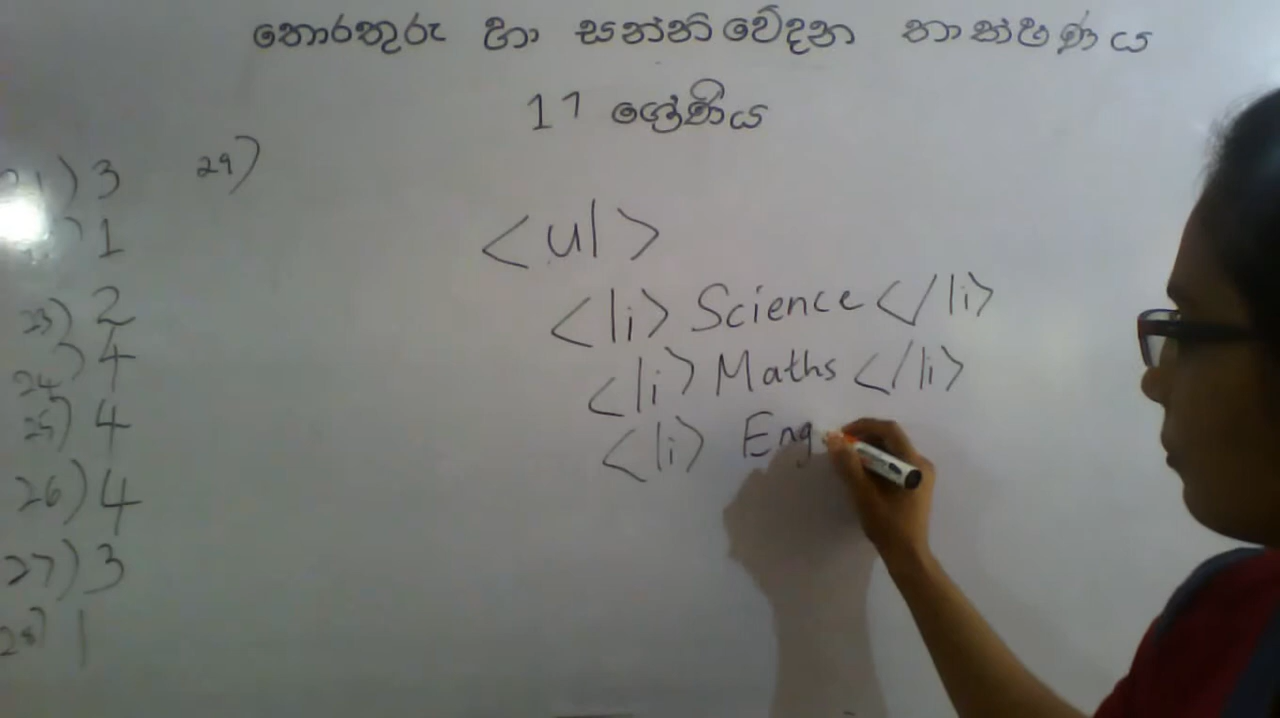 තොරතුරු හා සන්නිවේදන තාක්ෂණය
11 ශ්‍රේණිය
21) 3
) 1
23) 2
24) 4
25) 4
26) 4
27) 3
28) 1
29)
<ul>
<li> Science </li>
<li> Maths </li>
<li> Eng